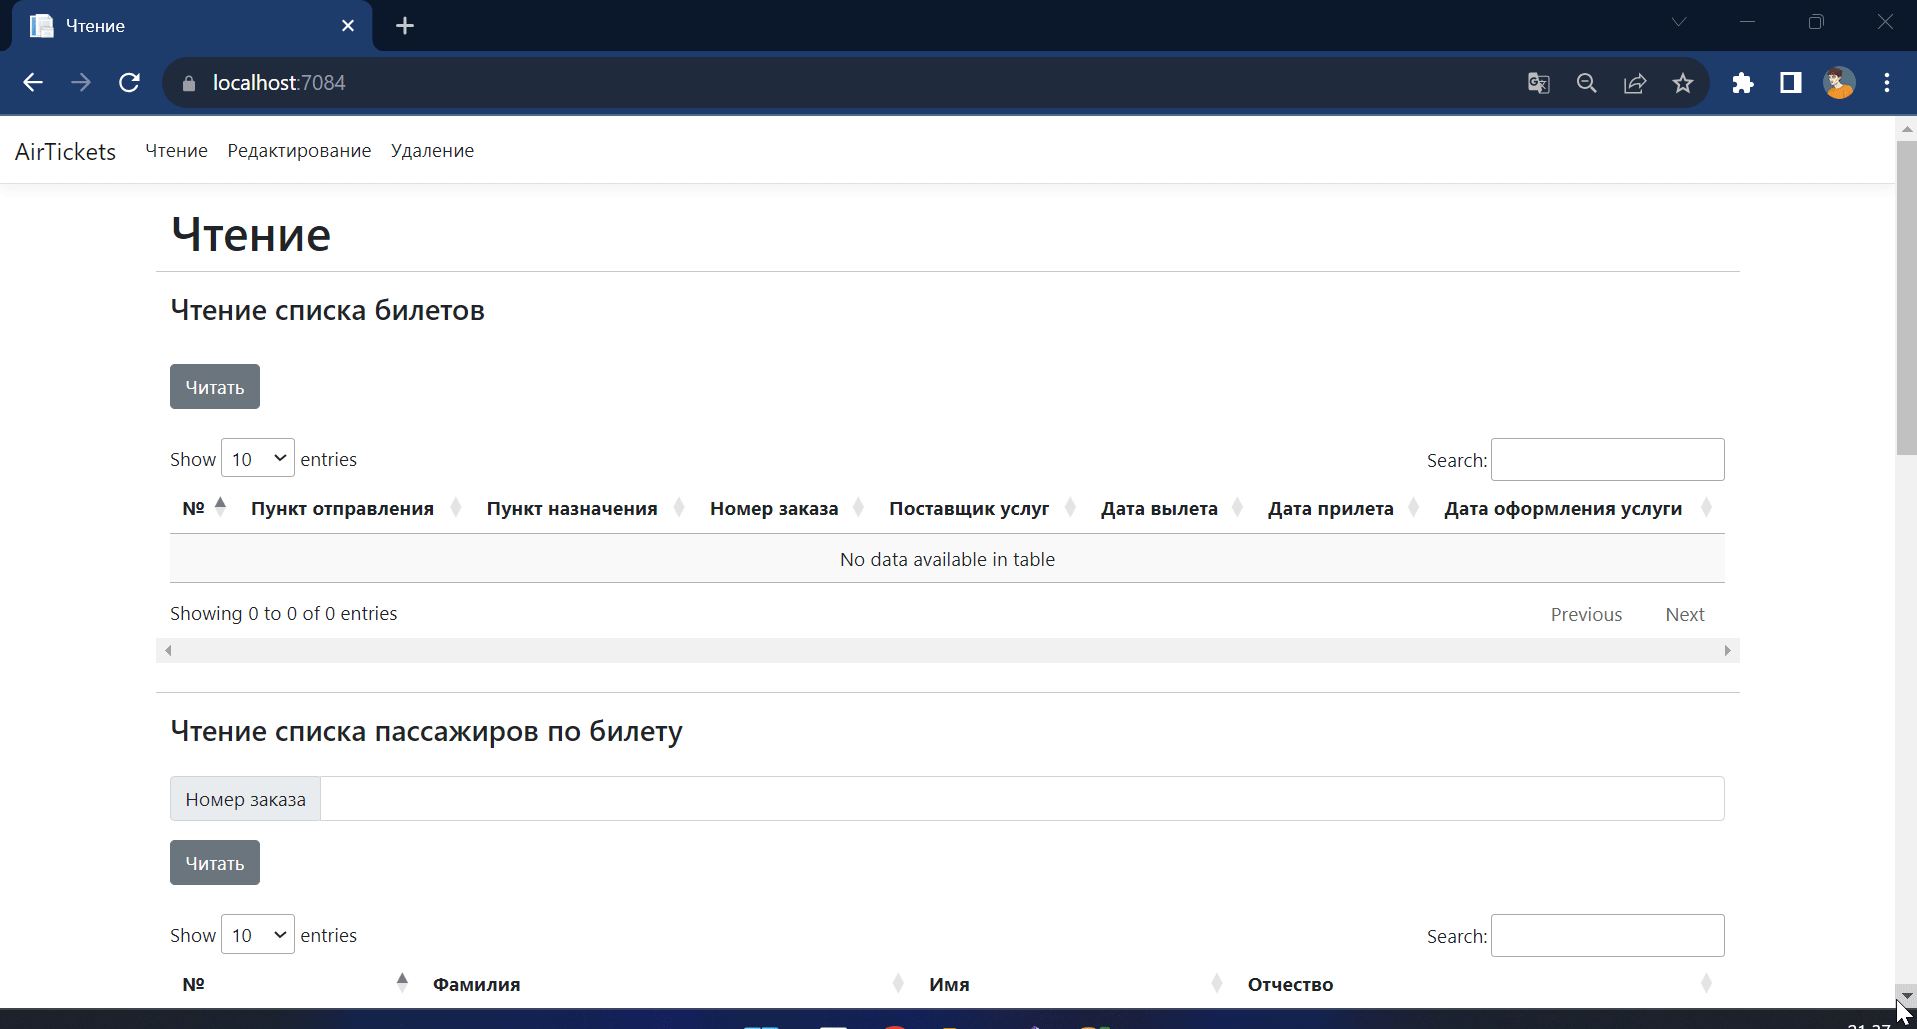 Чтение
localhost:7084
AirTickets Чтение Редактирование Удаление
Чтение
Чтение списка билетов
Читать
Show 10 entries Search:
№ Пункт отправления Пункт назначения Номер заказа Поставщик услуг Дата вылета Дата прилета Дата оформления услуги
No data available in table
Showing 0 to 0 of 0 entries Previous Next
Чтение списка пассажиров по билету
Номер заказа
Читать
Show 10 entries Search:
№ Фамилия Имя Отчество